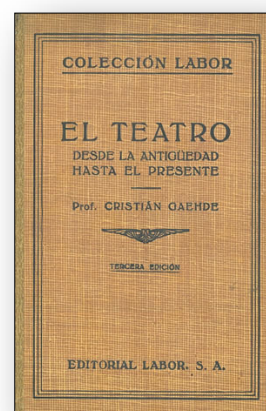 COLECCIÓN LABOR
EL TEATRO
DESDE LA ANTIGÜEDAD
HASTA EL PRESENTE
Prof. CRISTIÁN GAEHDE
TERCERA EDICIÓN
EDITORIAL LABOR, S. A.